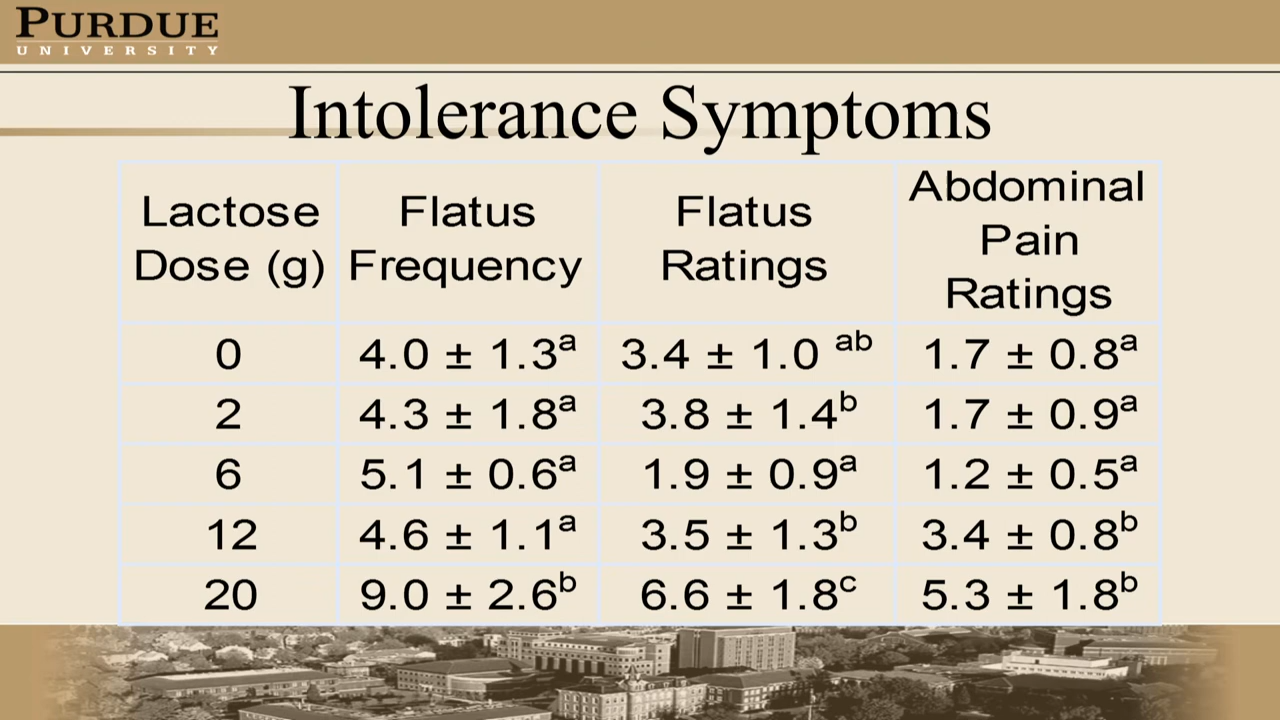 PURDUE
UNIVERSITY
Intolerance Symptoms
Lactose Dose (g) Flatus Frequency Flatus Ratings Abdominal Pain Ratings
0 4.0 ± 1.3a 3.4 ± 1.0 ab 1.7 ± 0.8a
2 4.3 ± 1.8a 3.8 ± 1.4b 1.7 ± 0.9a
6 5.1 ± 0.6a 1.9 ± 0.9a 1.2 ± 0.5a
12 4.6 ± 1.1a 3.5 ± 1.3b 3.4 ± 0.8b
20 9.0 ± 2.6b 6.6 ± 1.8c 5.3 ± 1.8b